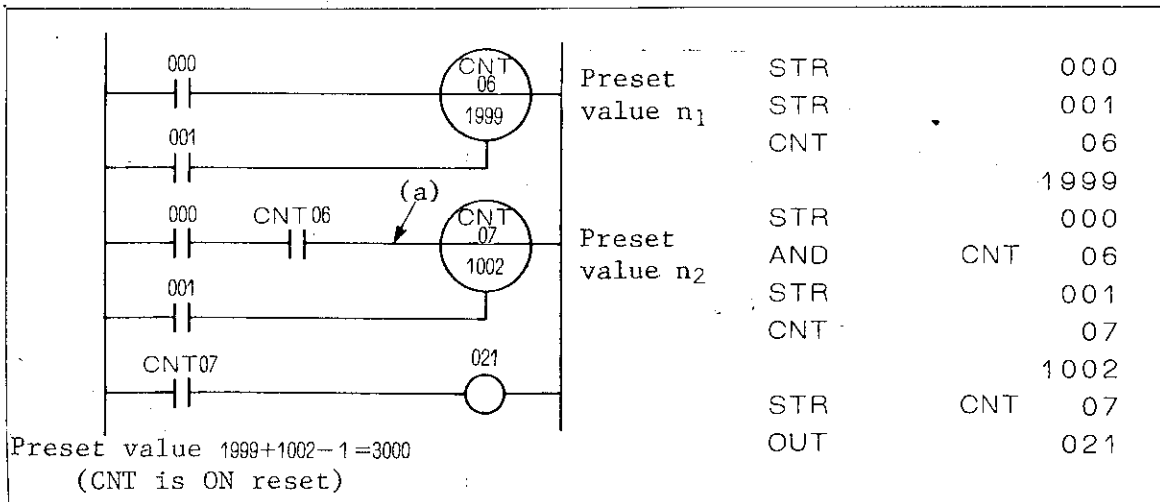 000
CNT
06
1999
Preset
value n1
001
(a)
000
CNT 06
CNT
07
1002
Preset
value n2
001
CNT07
021
Preset value 1999+1002-1=3000
(CNT is ON reset)
STR 000
STR 001
CNT 06
1999
STR 000
AND CNT 06
STR 001
CNT 07
1002
STR CNT 07
OUT 021